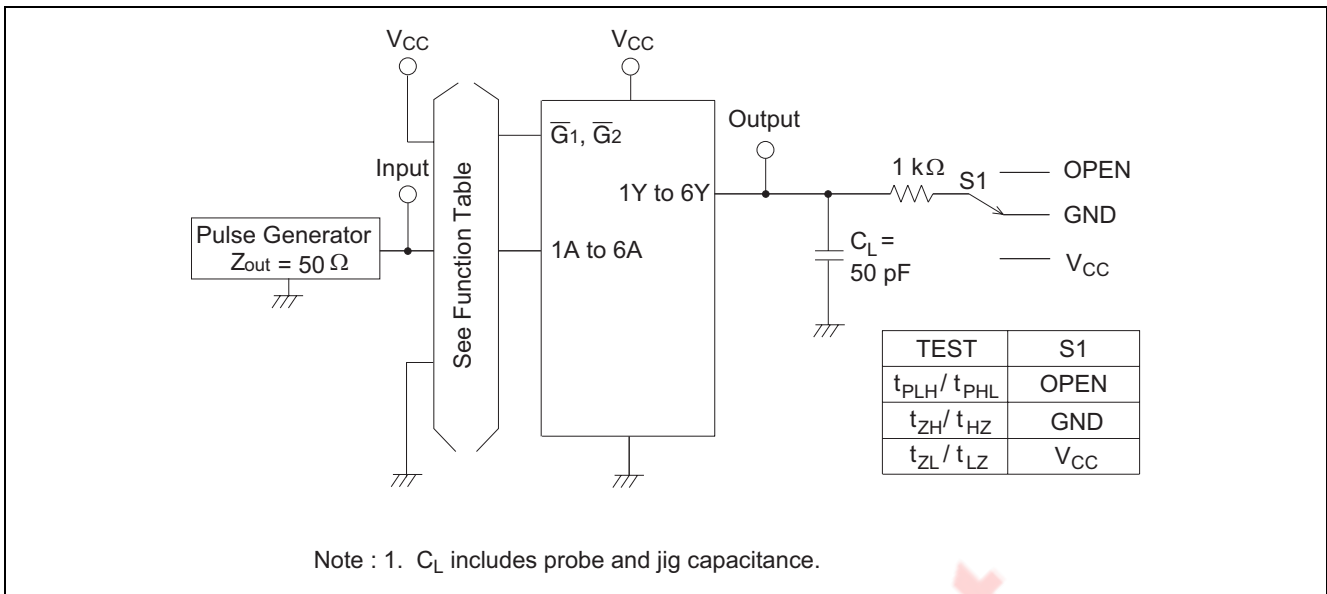 VCC
VCC
Input
Pulse Generator
Zout = 50 Ω
See Function Table
G̅1, G̅2
1A to 6A
1Y to 6Y
Output
1 kΩ
S1
OPEN
GND
VCC
CL =
50 pF
TEST S1
tPLH / tPHL OPEN
tZH / tHZ GND
tZL / tLZ VCC
Note : 1. CL includes probe and jig capacitance.